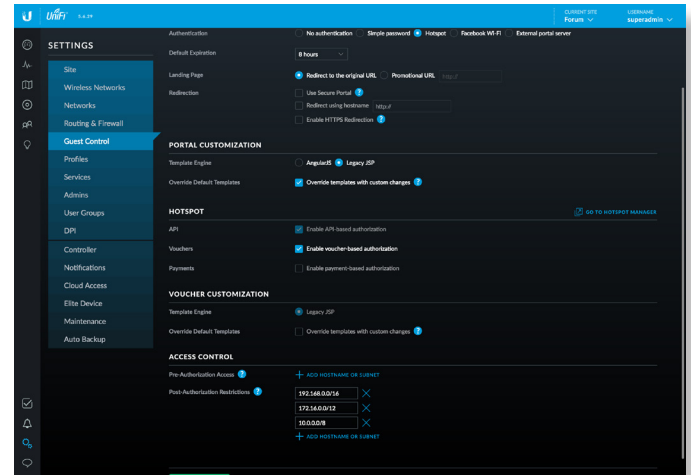 U UniFi 5.6.29
CURRENT SITE
Forum
USERNAME
superadmin
SETTINGS
Site
Wireless Networks
Networks
Routing & Firewall
Guest Control
Profiles
Services
Admins
User Groups
DPI
Controller
Notifications
Cloud Access
Elite Device
Maintenance
Auto Backup
Authentication No authentication Simple password Hotspot Facebook Wi-Fi External portal server
Default Expiration 8 hours
Landing Page Redirect to the original URL Promotional URL http://
Redirection Use Secure Portal ?
Redirect using hostname http://
Enable HTTPS Redirection ?
PORTAL CUSTOMIZATION
Template Engine AngularJS Legacy JSP
Override Default Templates Override templates with custom changes ?
HOTSPOT GO TO HOTSPOT MANAGER
API Enable API-based authorization
Vouchers Enable voucher-based authorization
Payments Enable payment-based authorization
VOUCHER CUSTOMIZATION
Template Engine Legacy JSP
Override Default Templates Override templates with custom changes ?
ACCESS CONTROL
Pre-Authorization Access ? ADD HOSTNAME OR SUBNET
Post-Authorization Restrictions ? 192.168.0.0/16
172.16.0.0/12
10.0.0.0/8
ADD HOSTNAME OR SUBNET